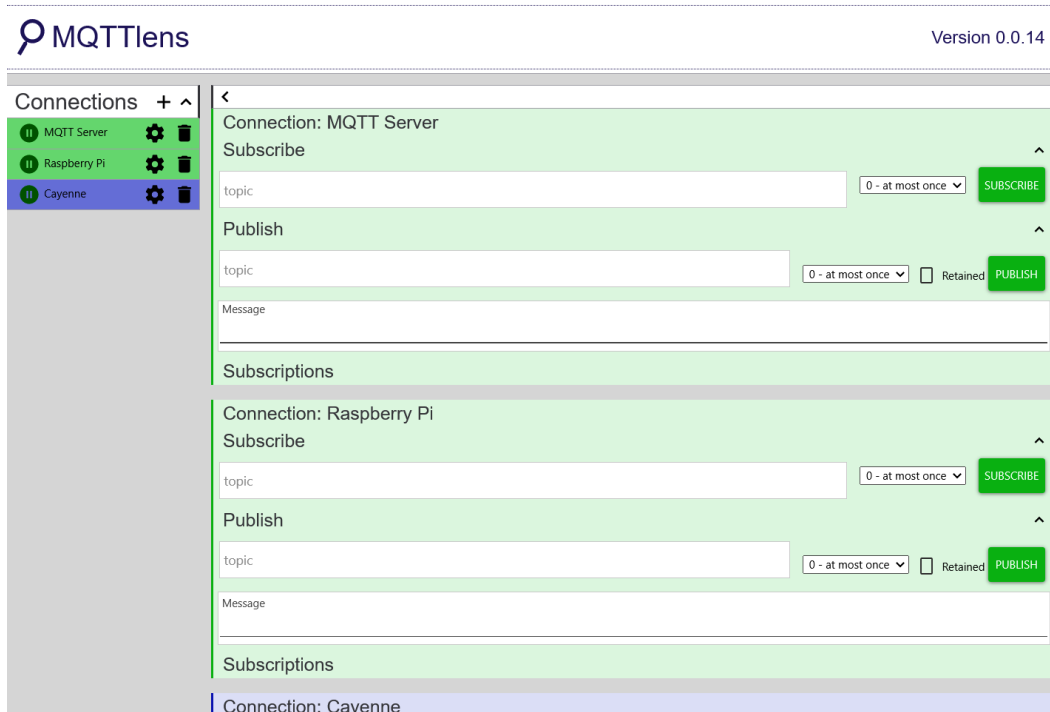 MQTTlens
Version 0.0.14
Connections
MQTT Server
Raspberry Pi
Cayenne
Connection: MQTT Server
Subscribe
topic
0 - at most once
SUBSCRIBE
Publish
topic
0 - at most once
Retained
PUBLISH
Message
Subscriptions
Connection: Raspberry Pi
Subscribe
topic
0 - at most once
SUBSCRIBE
Publish
topic
0 - at most once
Retained
PUBLISH
Message
Subscriptions
Connection: Cayenne